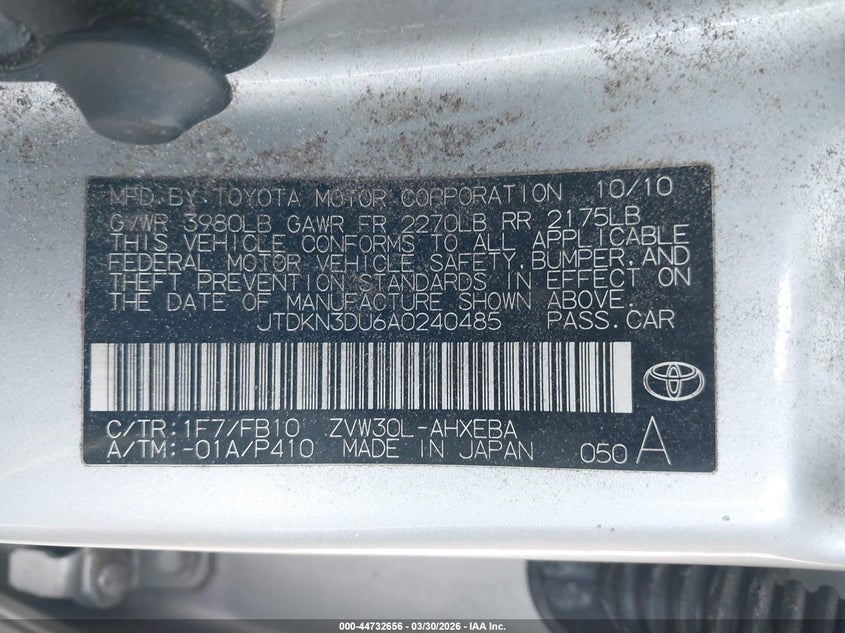 MFD.BY:TOYOTA MOTOR CORPORATION 10/10
GVWR 3980LB GAWR FR 2270LB RR 2175LB
THIS VEHICLE CONFORMS TO ALL APPLICABLE
FEDERAL MOTOR VEHICLE SAFETY,BUMPER,AND
THEFT PREVENTION STANDARDS IN EFFECT ON
THE DATE OF MANUFACTURE SHOWN ABOVE.
JTDKN3DU6A0240485 PASS.CAR
C/TR:1F7/FB10 ZVW30L-AHXEBA
A/TM:-01A/P410 MADE IN JAPAN 050 A
000-44732656 — 03/30/2026 — IAA Inc.